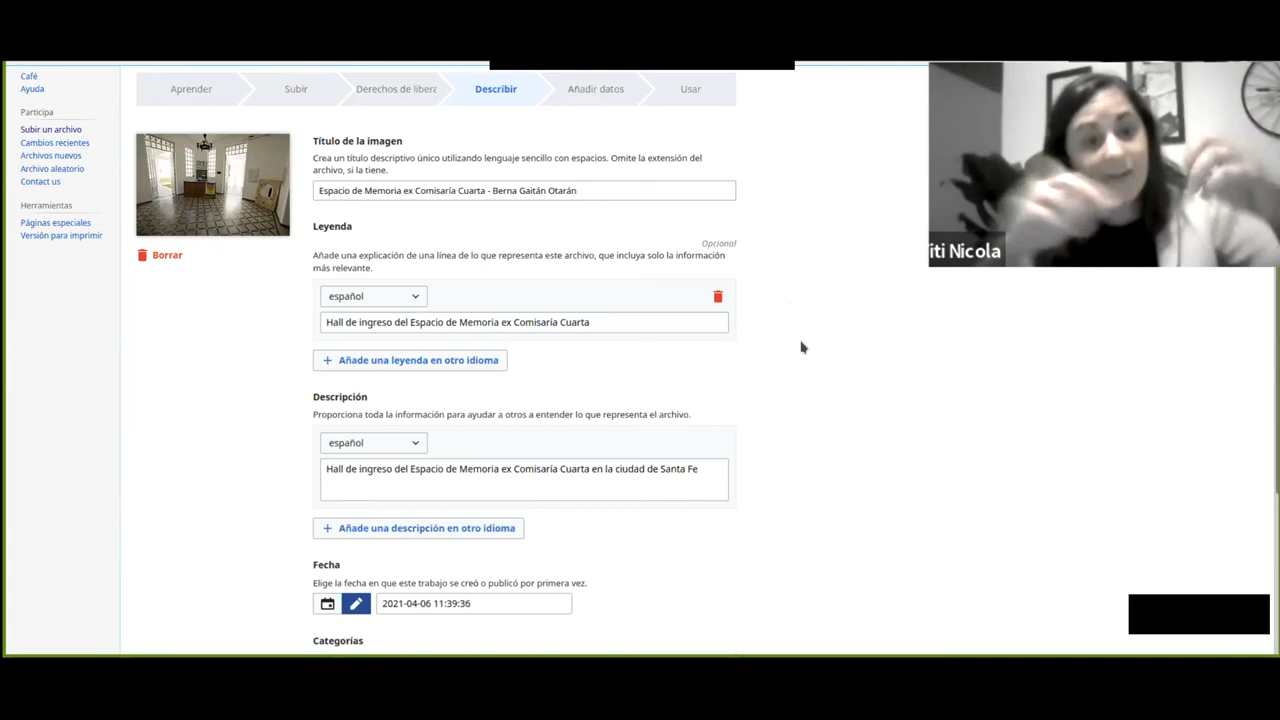 Café
Ayuda
Participa
Subir un archivo
Cambios recientes
Archivos nuevos
Archivo aleatorio
Contact us
Herramientas
Páginas especiales
Versión para imprimir
Aprender
Subir
Derechos de libera
Describir
Añadir datos
Usar
Borrar
Título de la imagen
Crea un título descriptivo único utilizando lenguaje sencillo con espacios. Omite la extensión del
archivo, si la tiene.
Espacio de Memoria ex Comisaría Cuarta - Berna Gaitán Otarán
Leyenda
Opcional
Añade una explicación de una línea de lo que representa este archivo, que incluya solo la información
más relevante.
español
Hall de ingreso del Espacio de Memoria ex Comisaría Cuarta
+ Añade una leyenda en otro idioma
Descripción
Proporciona toda la información para ayudar a otros a entender lo que representa el archivo.
español
Hall de ingreso del Espacio de Memoria ex Comisaría Cuarta en la ciudad de Santa Fe
+ Añade una descripción en otro idioma
Fecha
Elige la fecha en que este trabajo se creó o publicó por primera vez.
2021-04-06 11:39:36
Categorías
iti Nicola